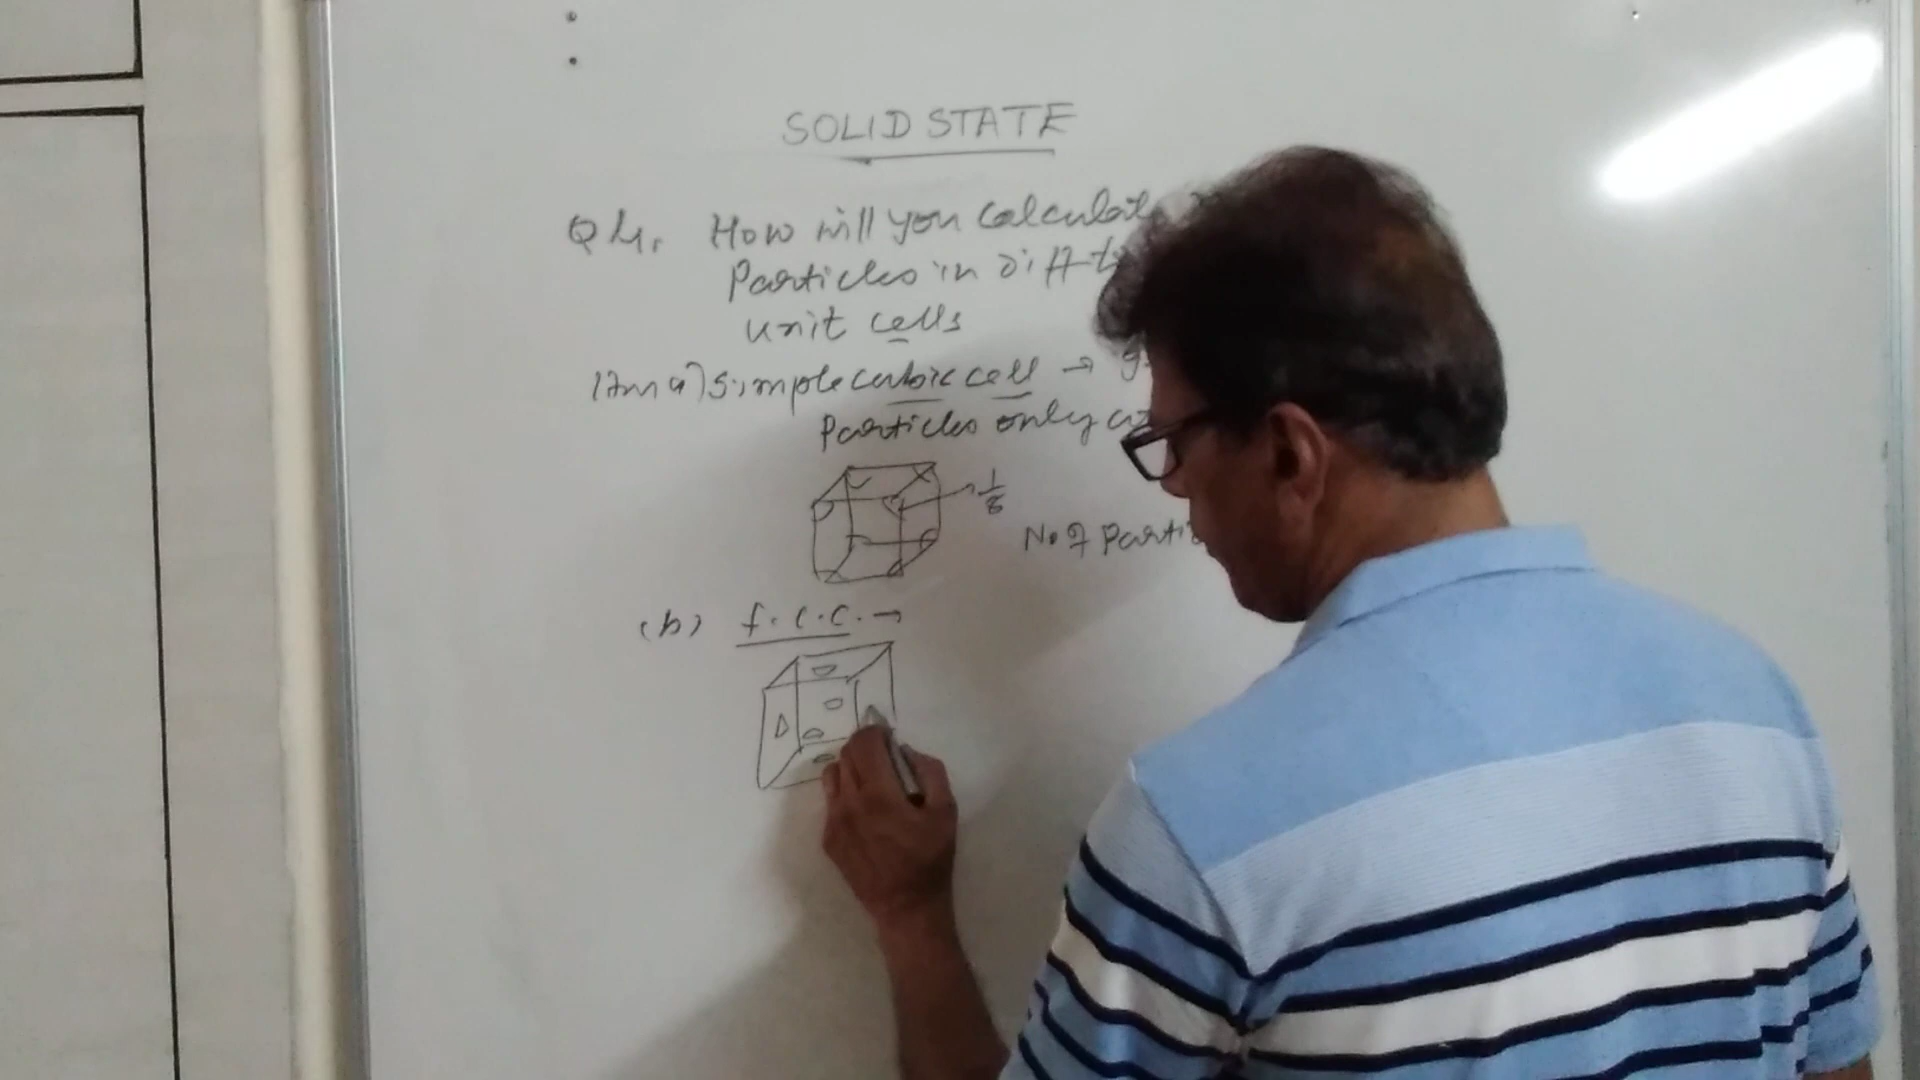 SOLID STATE
Q4. How will you calculate
Particles in diff
unit cells
a) Simple cubic cell →
Particles only
1/8
No. of Parti
(b) f.c.c. →